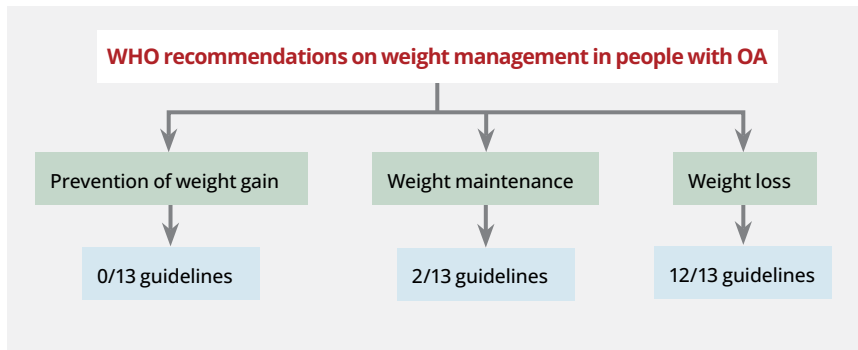 WHO recommendations on weight management in people with OA
Prevention of weight gain
Weight maintenance
Weight loss
0/13 guidelines
2/13 guidelines
12/13 guidelines